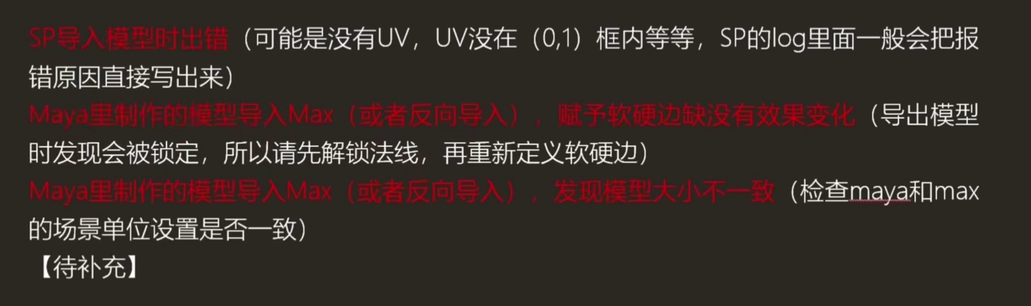 SP导入模型时出错（可能是没有UV，UV没在（0,1）框内等等，SP的log里面一般会把报
错原因直接写出来）
Maya里制作的模型导入Max（或者反向导入），赋予软硬边缺没有效果变化（导出模型
时发现会被锁定，所以请先解锁法线，再重新定义软硬边）
Maya里制作的模型导入Max（或者反向导入），发现模型大小不一致（检查maya和max
的场景单位设置是否一致）
【待补充】